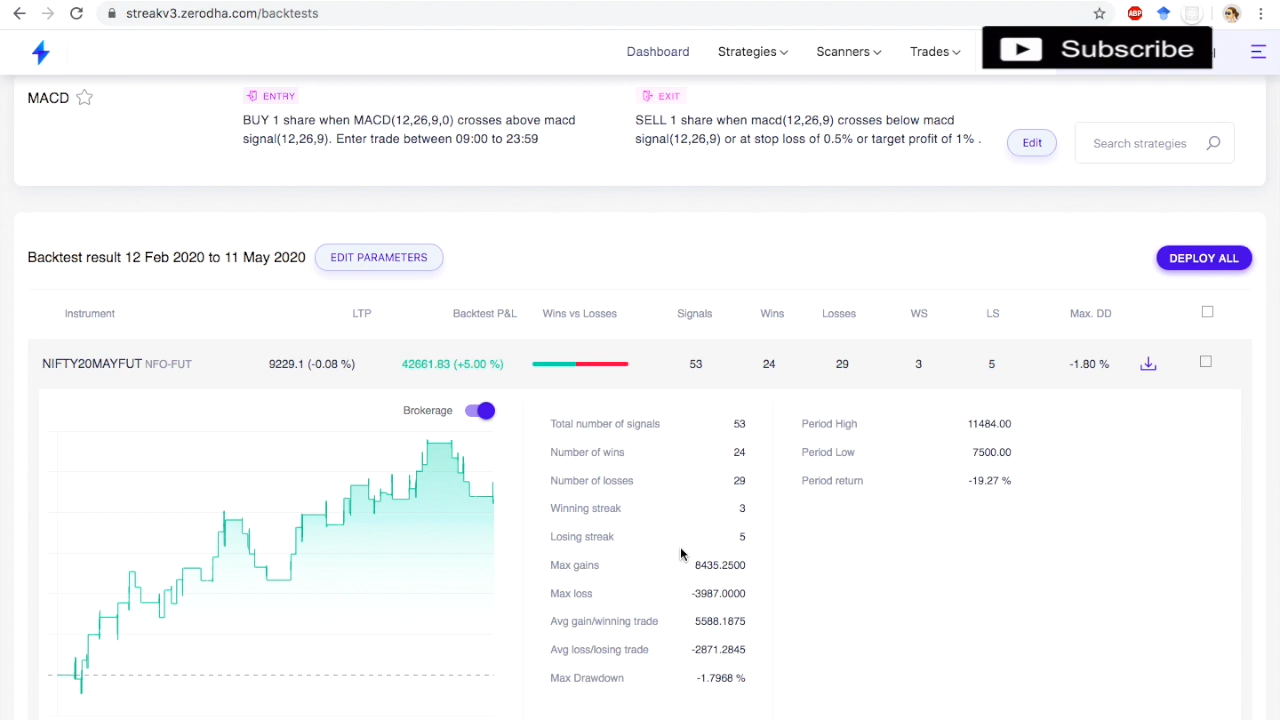 streakv3.zerodha.com/backtests
ABP
Dashboard
Strategies
Scanners
Trades
Subscribe
MACD
ENTRY
BUY 1 share when MACD(12,26,9,0) crosses above macd
signal(12,26,9). Enter trade between 09:00 to 23:59
EXIT
SELL 1 share when macd(12,26,9) crosses below macd
signal(12,26,9) or at stop loss of 0.5% or target profit of 1% .
Edit
Search strategies
Backtest result 12 Feb 2020 to 11 May 2020
EDIT PARAMETERS
DEPLOY ALL
Instrument LTP Backtest P&L Wins vs Losses Signals Wins Losses WS LS Max. DD
NIFTY20MAYFUT NFO-FUT 9229.1 (-0.08 %) 42661.83 (+5.00 %) 53 24 29 3 5 -1.80 %
Brokerage
Total number of signals 53
Number of wins 24
Number of losses 29
Winning streak 3
Losing streak 5
Max gains 8435.2500
Max loss -3987.0000
Avg gain/winning trade 5588.1875
Avg loss/losing trade -2871.2845
Max Drawdown -1.7968 %
Period High 11484.00
Period Low 7500.00
Period return -19.27 %